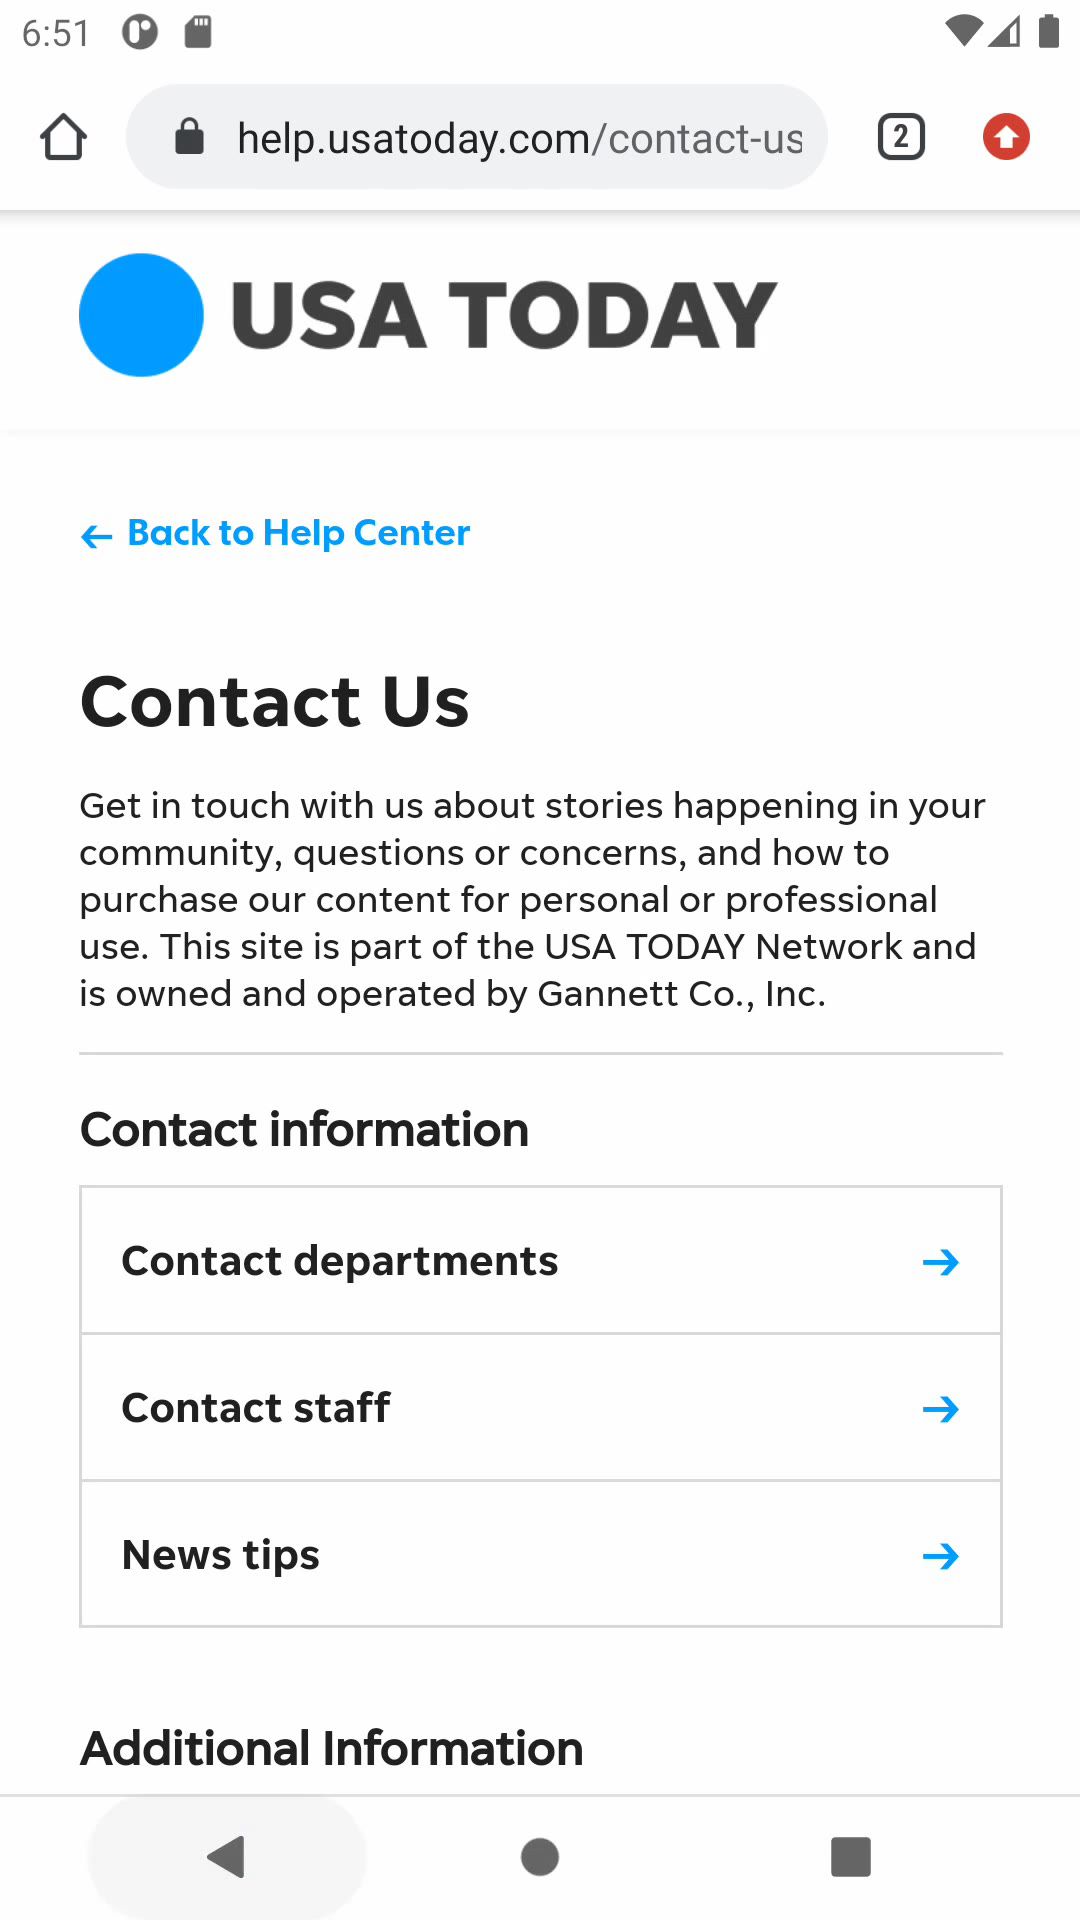 6:51
help.usatoday.com/contact-us
2
USA TODAY
Back to Help Center
Contact Us
Get in touch with us about stories happening in your
community, questions or concerns, and how to
purchase our content for personal or professional
use. This site is part of the USA TODAY Network and
is owned and operated by Gannett Co., Inc.
Contact information
Contact departments
Contact staff
News tips
Additional Information